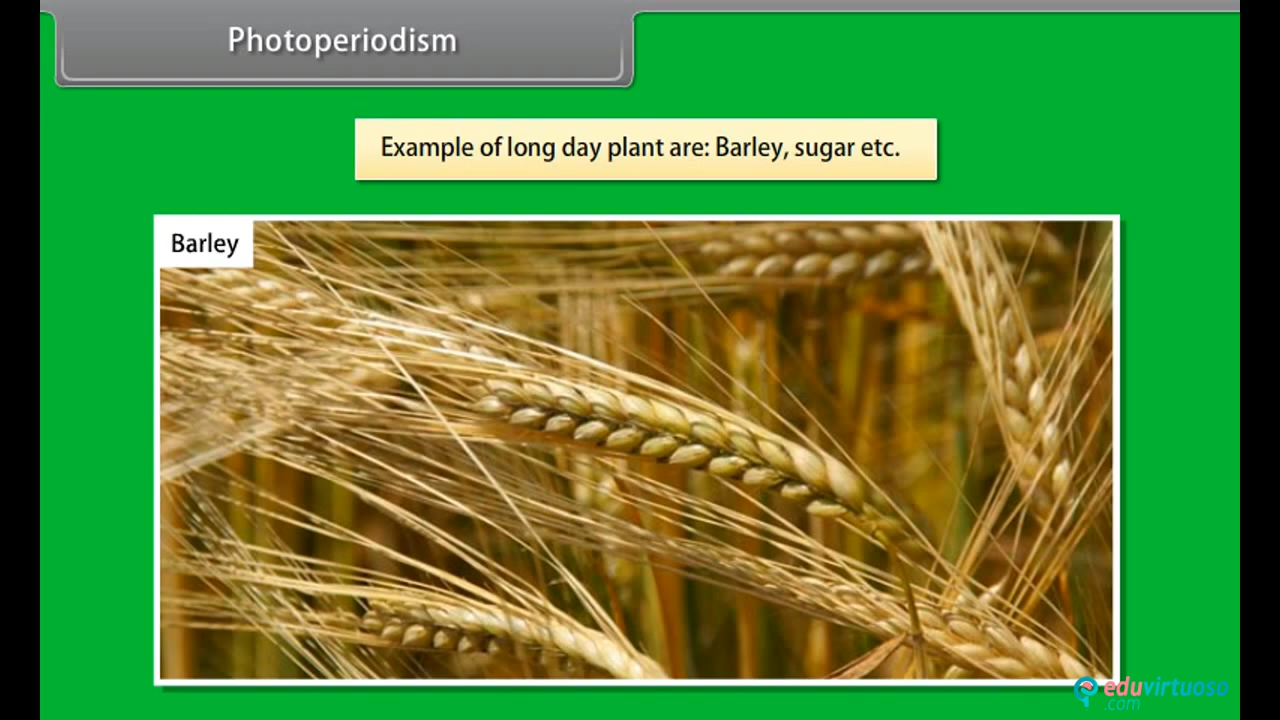 Photoperiodism
Example of long day plant are: Barley, sugar etc.
Barley
eduvirtuoso
.com